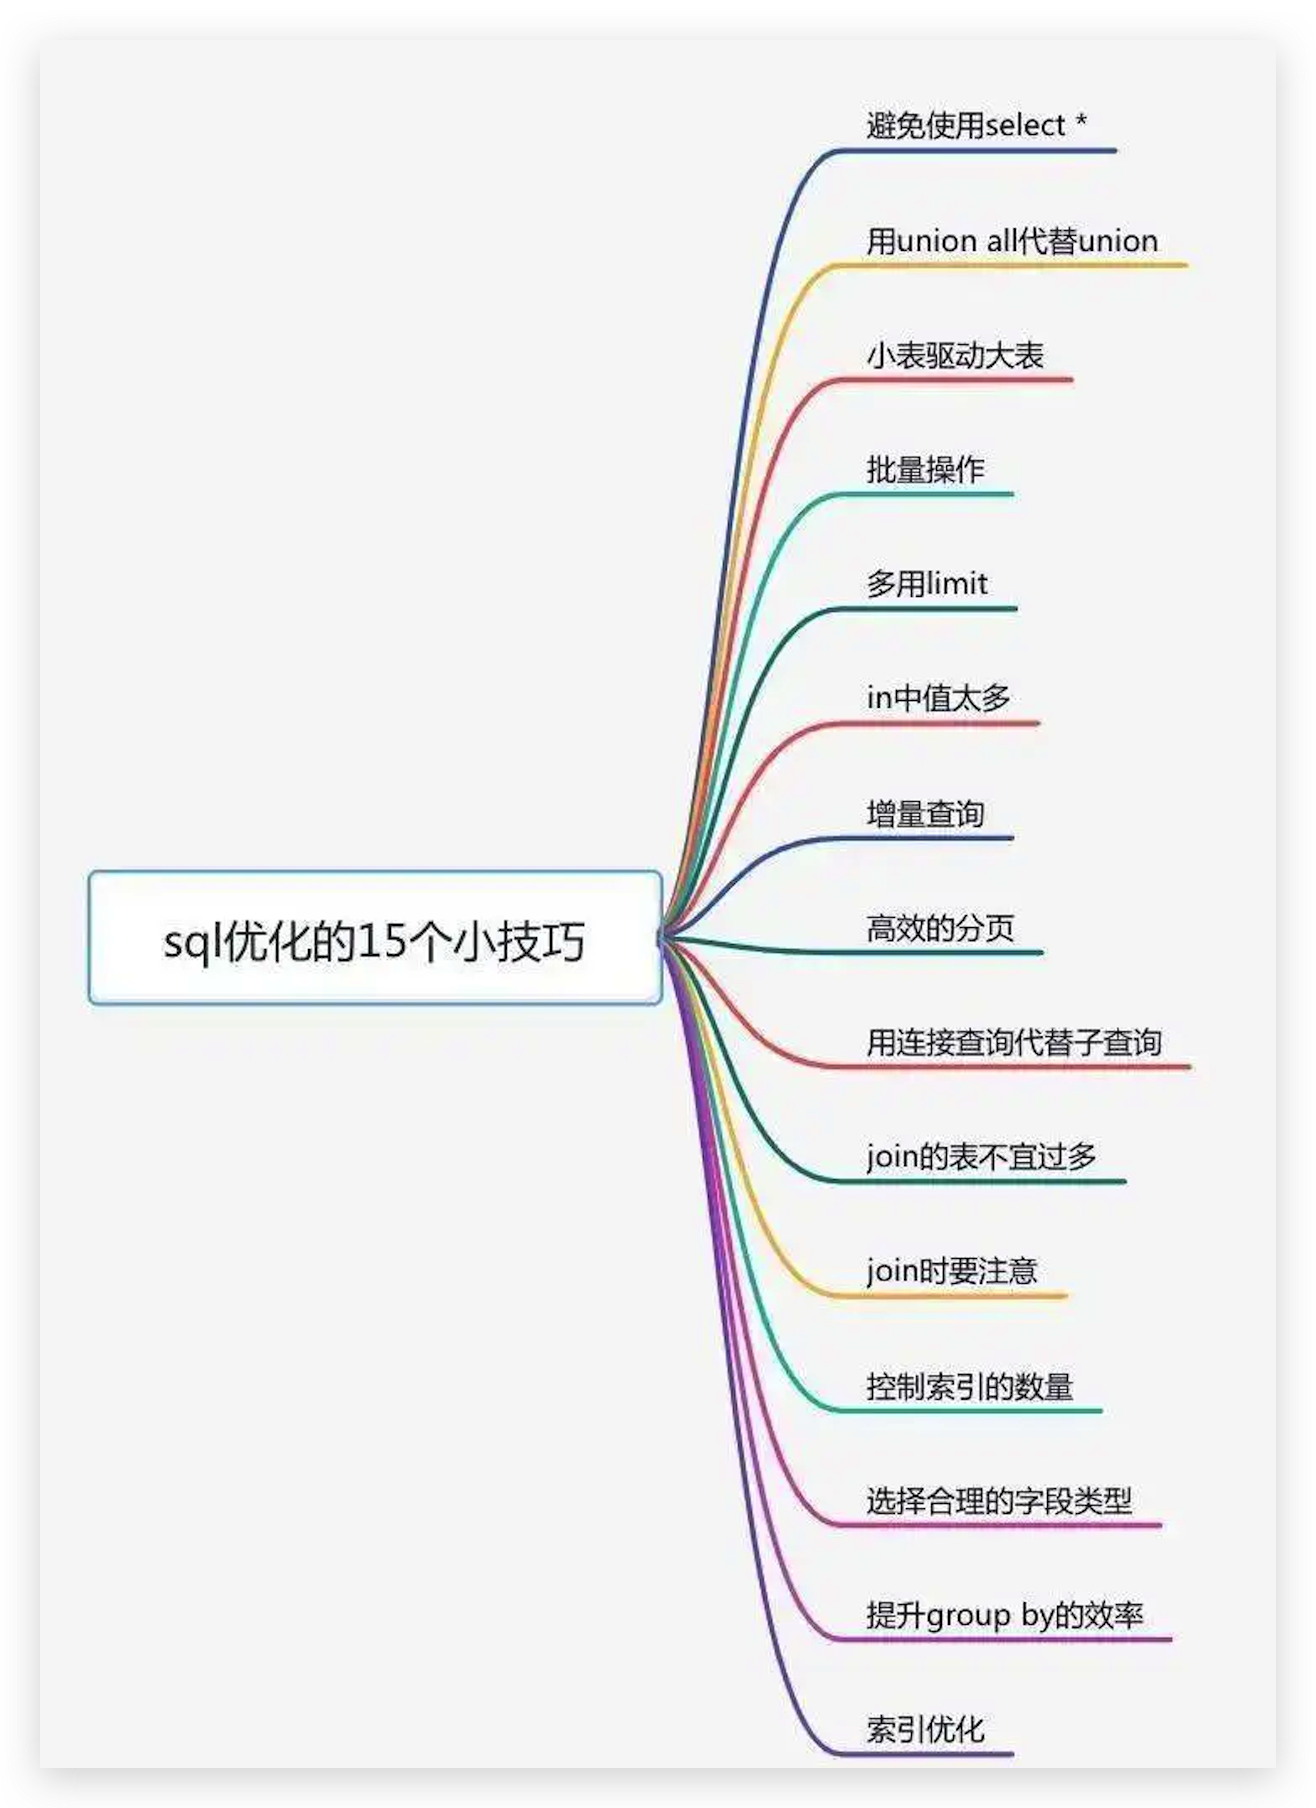 避免使用select *
用union all代替union
小表驱动大表
批量操作
多用limit
in中值太多
增量查询
sql优化的15个小技巧
高效的分页
用连接查询代替子查询
join的表不宜过多
join时要注意
控制索引的数量
选择合理的字段类型
提升group by的效率
索引优化